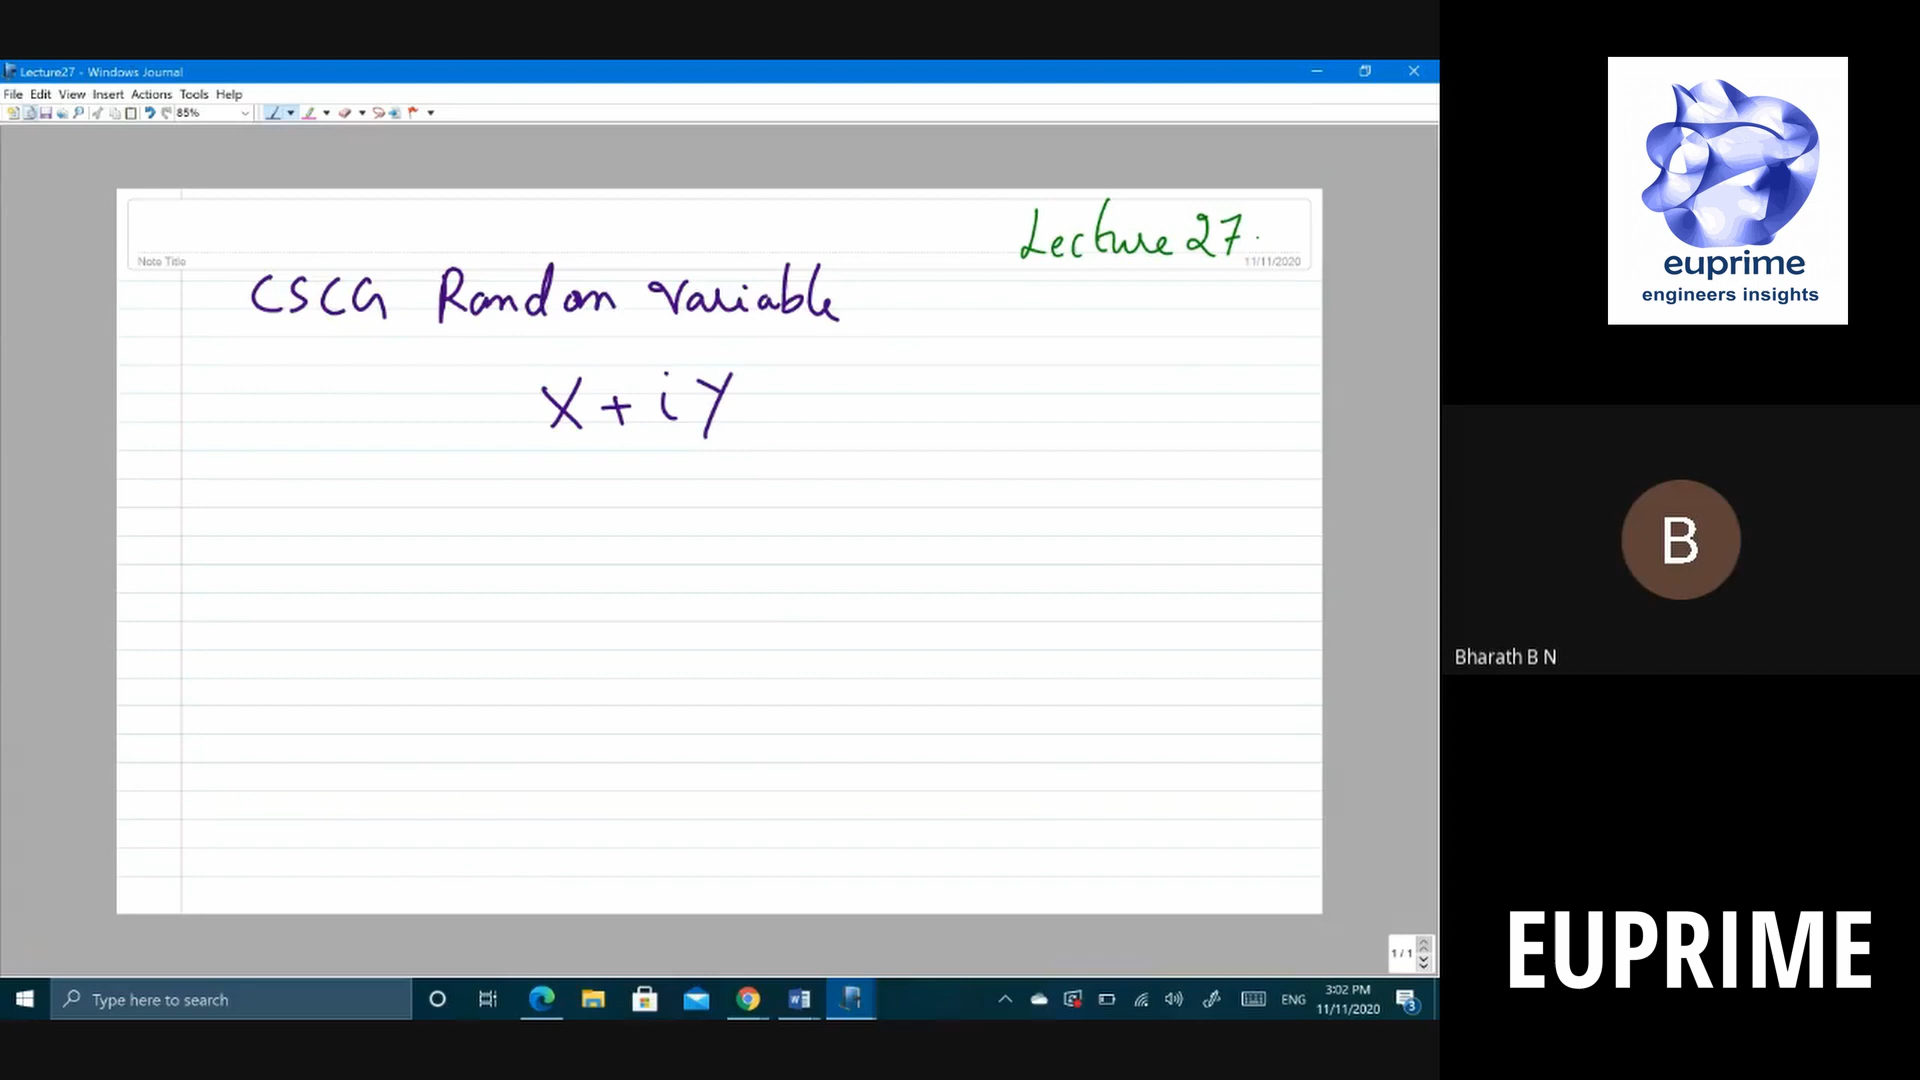 Lecture27 - Windows Journal
File Edit View Insert Actions Tools Help
85%
Lecture 27.
Note Title
11/11/2020
CSCG Random Variable
X + i Y
1 / 1
Type here to search
ENG
3:02 PM
11/11/2020
3
euprime
engineers insights
B
Bharath B N
EUPRIME